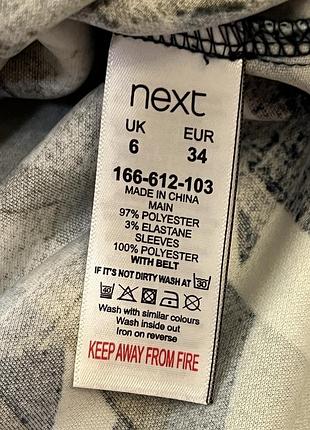 next
UK EUR
6 34
166-612-103
MADE IN CHINA
MAIN
97% POLYESTER
3% ELASTANE
SLEEVES
100% POLYESTER
WITH BELT
IF IT'S NOT DIRTY WASH AT 30
40
Wash with similar colours
Wash inside out
Iron on reverse
KEEP AWAY FROM FIRE